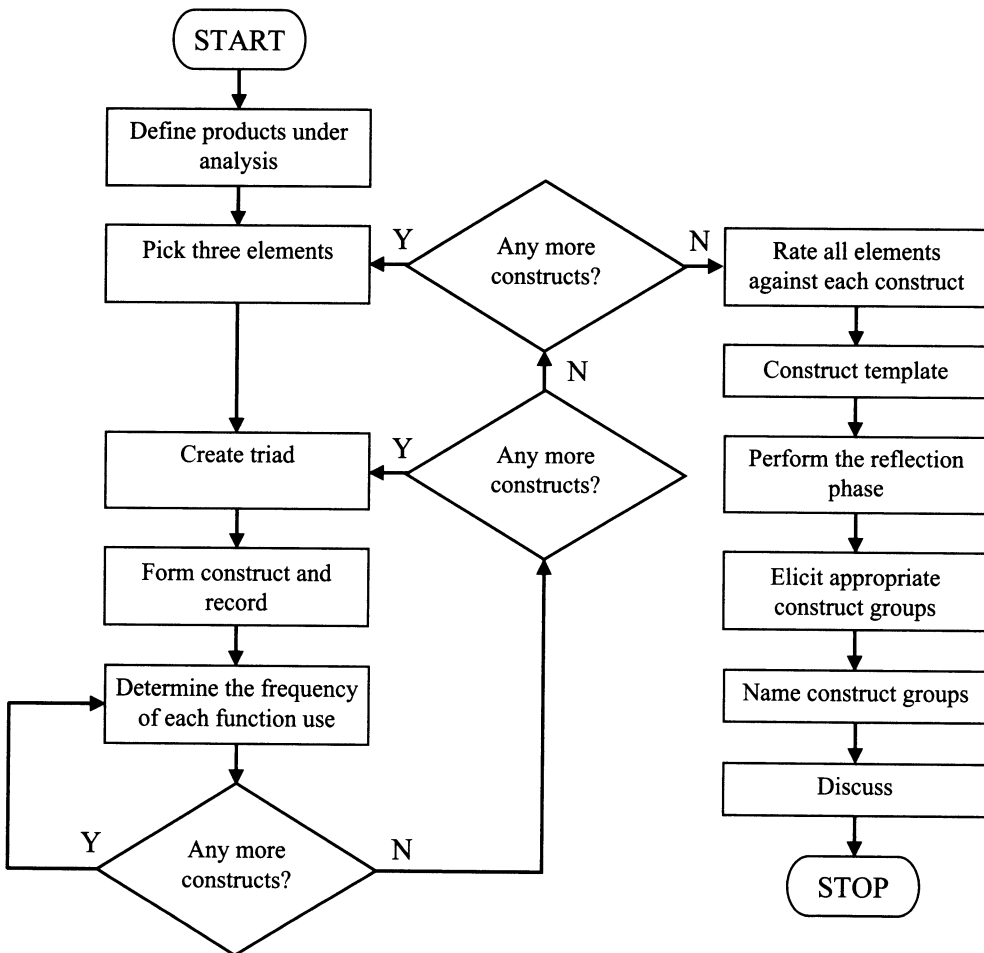 START
Define products under
analysis
Pick three elements
Y
Any more
constructs?
N
Rate all elements
against each construct
N
Construct template
Create triad
Y
Any more
constructs?
Perform the reflection
phase
Form construct and
record
Elicit appropriate
construct groups
Determine the frequency
of each function use
Name construct groups
Discuss
Y
Any more
constructs?
N
STOP